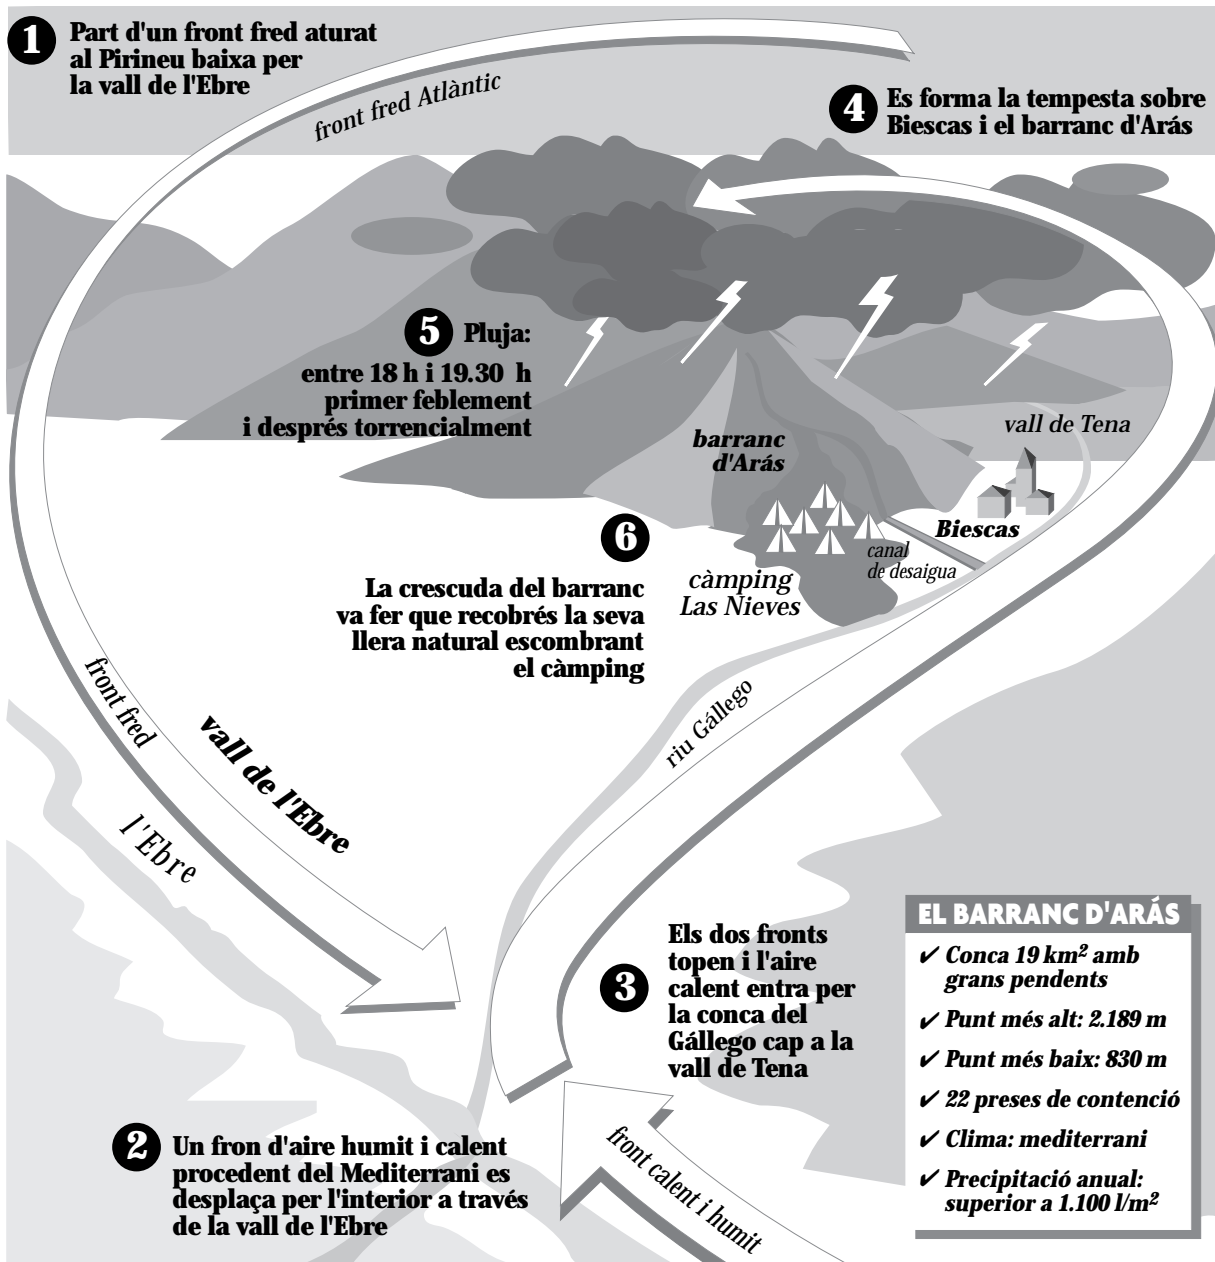 1 Part d'un front fred aturat
al Pirineu baixa per
la vall de l'Ebre
front fred Atlàntic
4 Es forma la tempesta sobre
Biescas i el barranc d'Arás
5 Pluja:
entre 18 h i 19.30 h
primer feblement
i després torrencialment
vall de Tena
barranc
d'Arás
Biescas
canal
de desaigua
càmping
Las Nieves
6
La crescuda del barranc
va fer que recobrés la seva
llera natural escombrant
el càmping
front fred
vall de l'Ebre
riu Gállego
l'Ebre
3 Els dos fronts
topen i l'aire
calent entra per
la conca del
Gállego cap a la
vall de Tena
2 Un fron d'aire humit i calent
procedent del Mediterrani es
desplaça per l'interior a través
de la vall de l'Ebre
front calent i humit
EL BARRANC D'ARÁS
✔ Conca 19 km² amb
grans pendents
✔ Punt més alt: 2.189 m
✔ Punt més baix: 830 m
✔ 22 preses de contenció
✔ Clima: mediterrani
✔ Precipitació anual:
superior a 1.100 l/m²